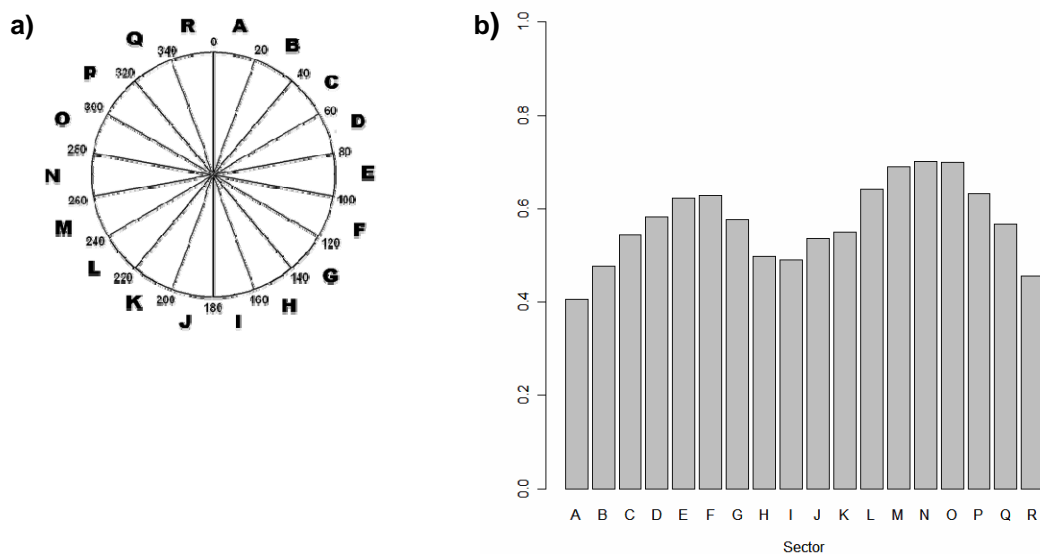 a)
R A
Q 0 B
340 20
320 40
P C
300 60
O D
280 80
N E
260 100
M F
240 120
L G
220 140
K 200 160 H
180
J I
b)
1.0
0.8
0.6
0.4
0.2
0.0
A B C D E F G H I J K L M N O P Q R
Sector